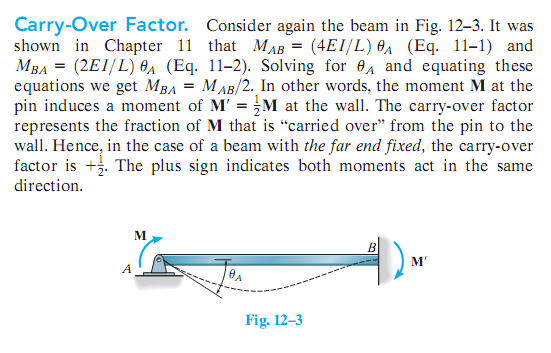 Carry-Over Factor. Consider again the beam in Fig. 12–3. It was
shown in Chapter 11 that M_AB = (4EI/L) θ_A (Eq. 11–1) and
M_BA = (2EI/L) θ_A (Eq. 11–2). Solving for θ_A and equating these
equations we get M_BA = M_AB/2. In other words, the moment M at the
pin induces a moment of M′ = ½M at the wall. The carry-over factor
represents the fraction of M that is “carried over” from the pin to the
wall. Hence, in the case of a beam with the far end fixed, the carry-over
factor is +½. The plus sign indicates both moments act in the same
direction.
M
B
M′
A
θ_A
Fig. 12–3